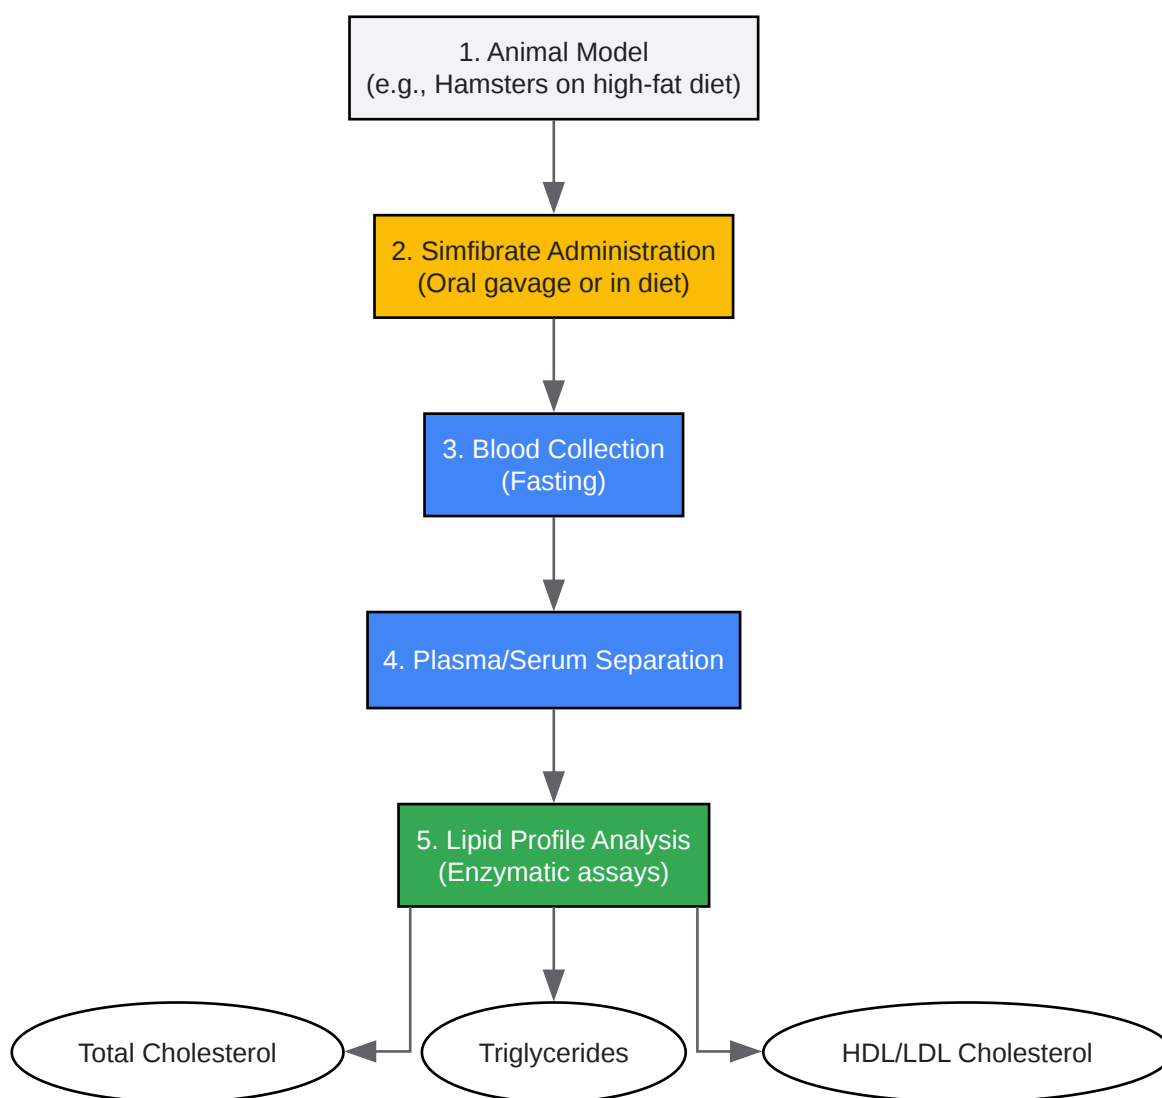 1. Animal Model
(e.g., Hamsters on high-fat diet)
2. Simfibrate Administration
(Oral gavage or in diet)
3. Blood Collection
(Fasting)
4. Plasma/Serum Separation
5. Lipid Profile Analysis
(Enzymatic assays)
Total Cholesterol
Triglycerides
HDL/LDL Cholesterol